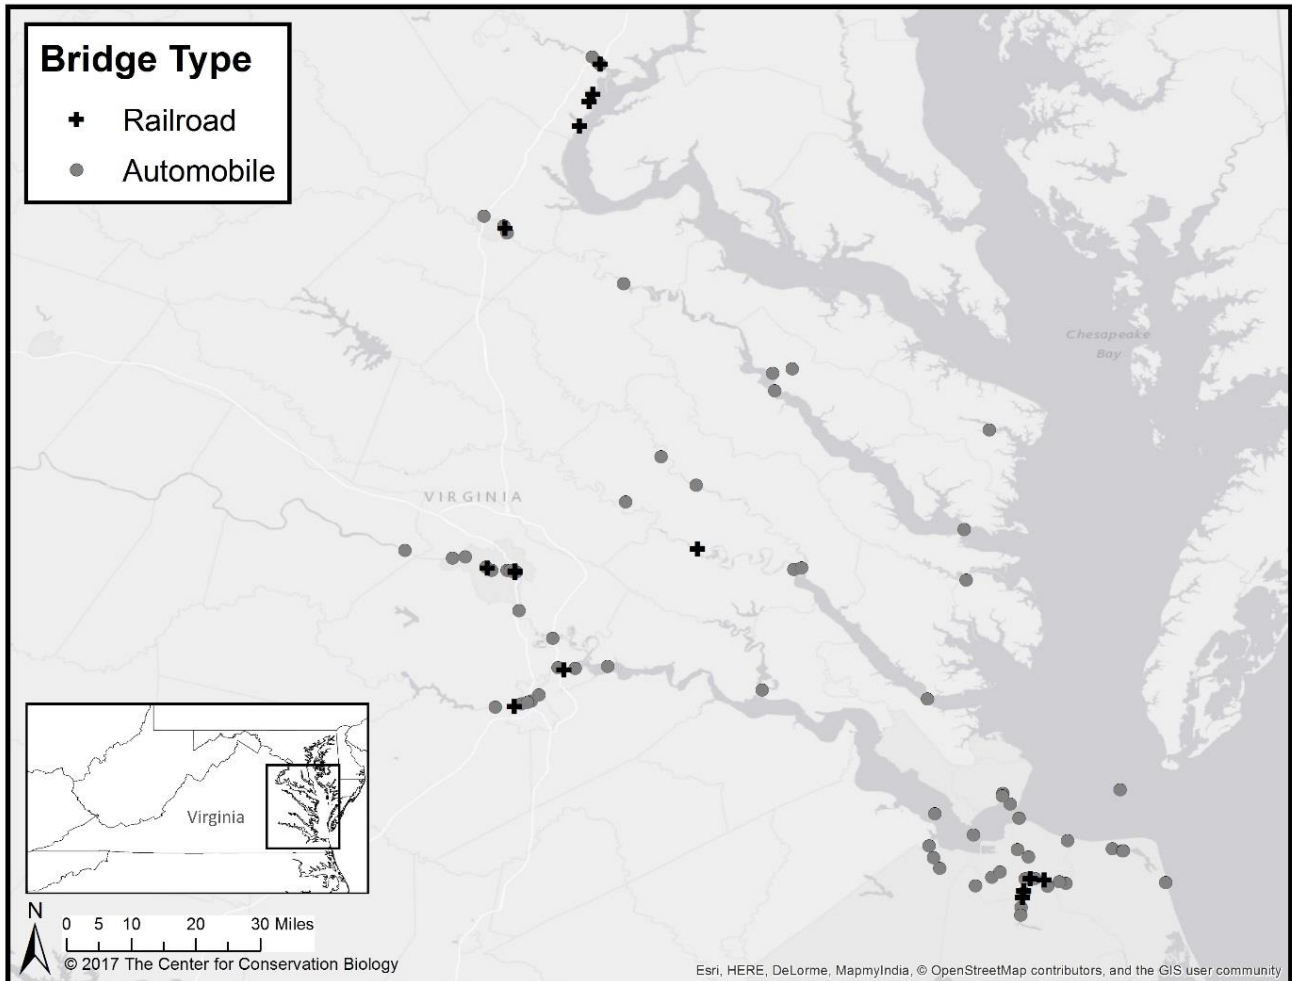 Bridge Type
Railroad
Automobile
Chesapeake
Bay
VIRGINIA
Virginia
N
0 5 10 20 30 Miles
© 2017 The Center for Conservation Biology
Esri, HERE, DeLorme, MapmyIndia, © OpenStreetMap contributors, and the GIS user community